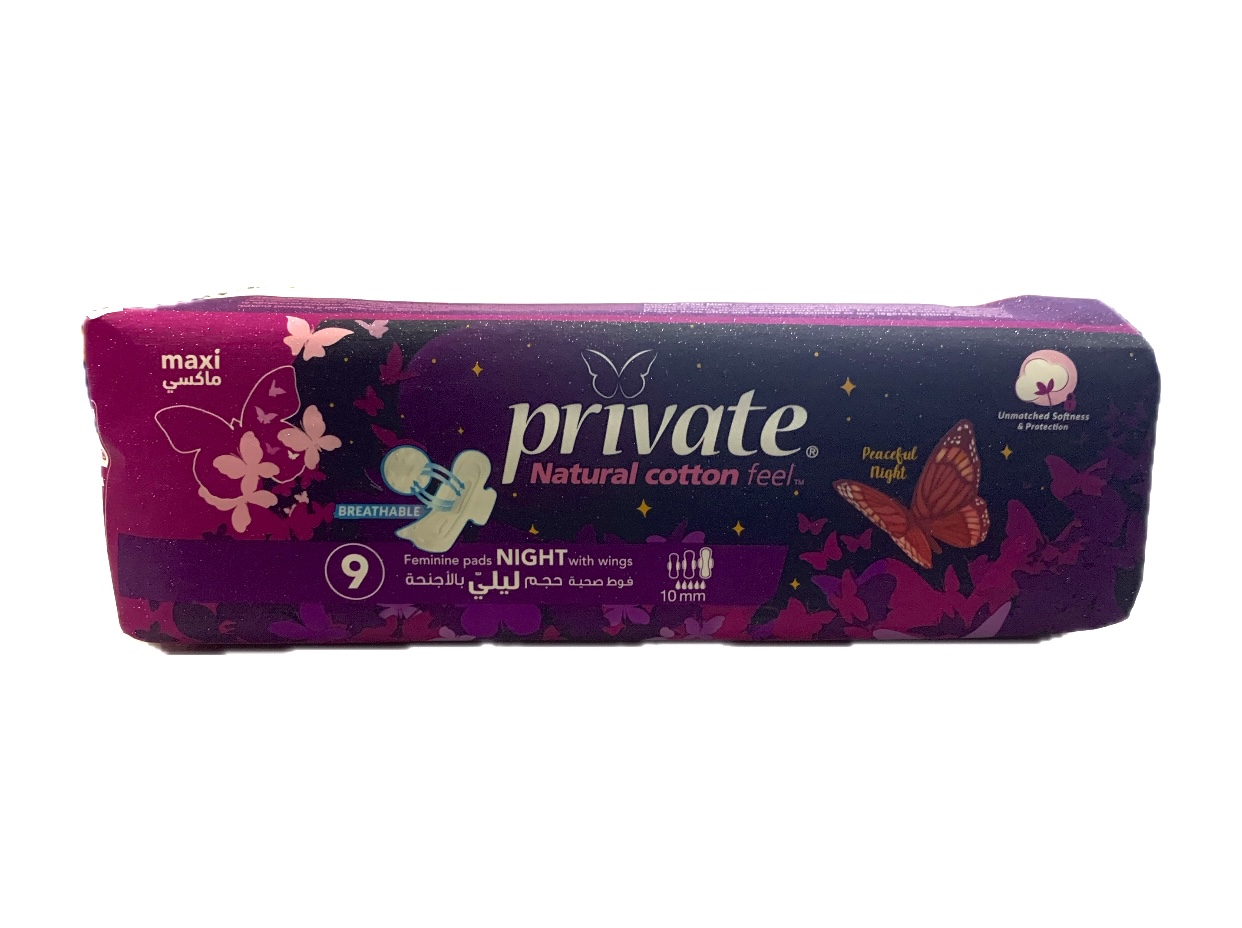 maxi
ماكسي
private®
Natural cotton feel™
Unmatched Softness
& Protection
Peaceful
Night
BREATHABLE
9
Feminine pads NIGHT with wings
فوط صحية حجم ليليّ بالأجنحة
10 mm